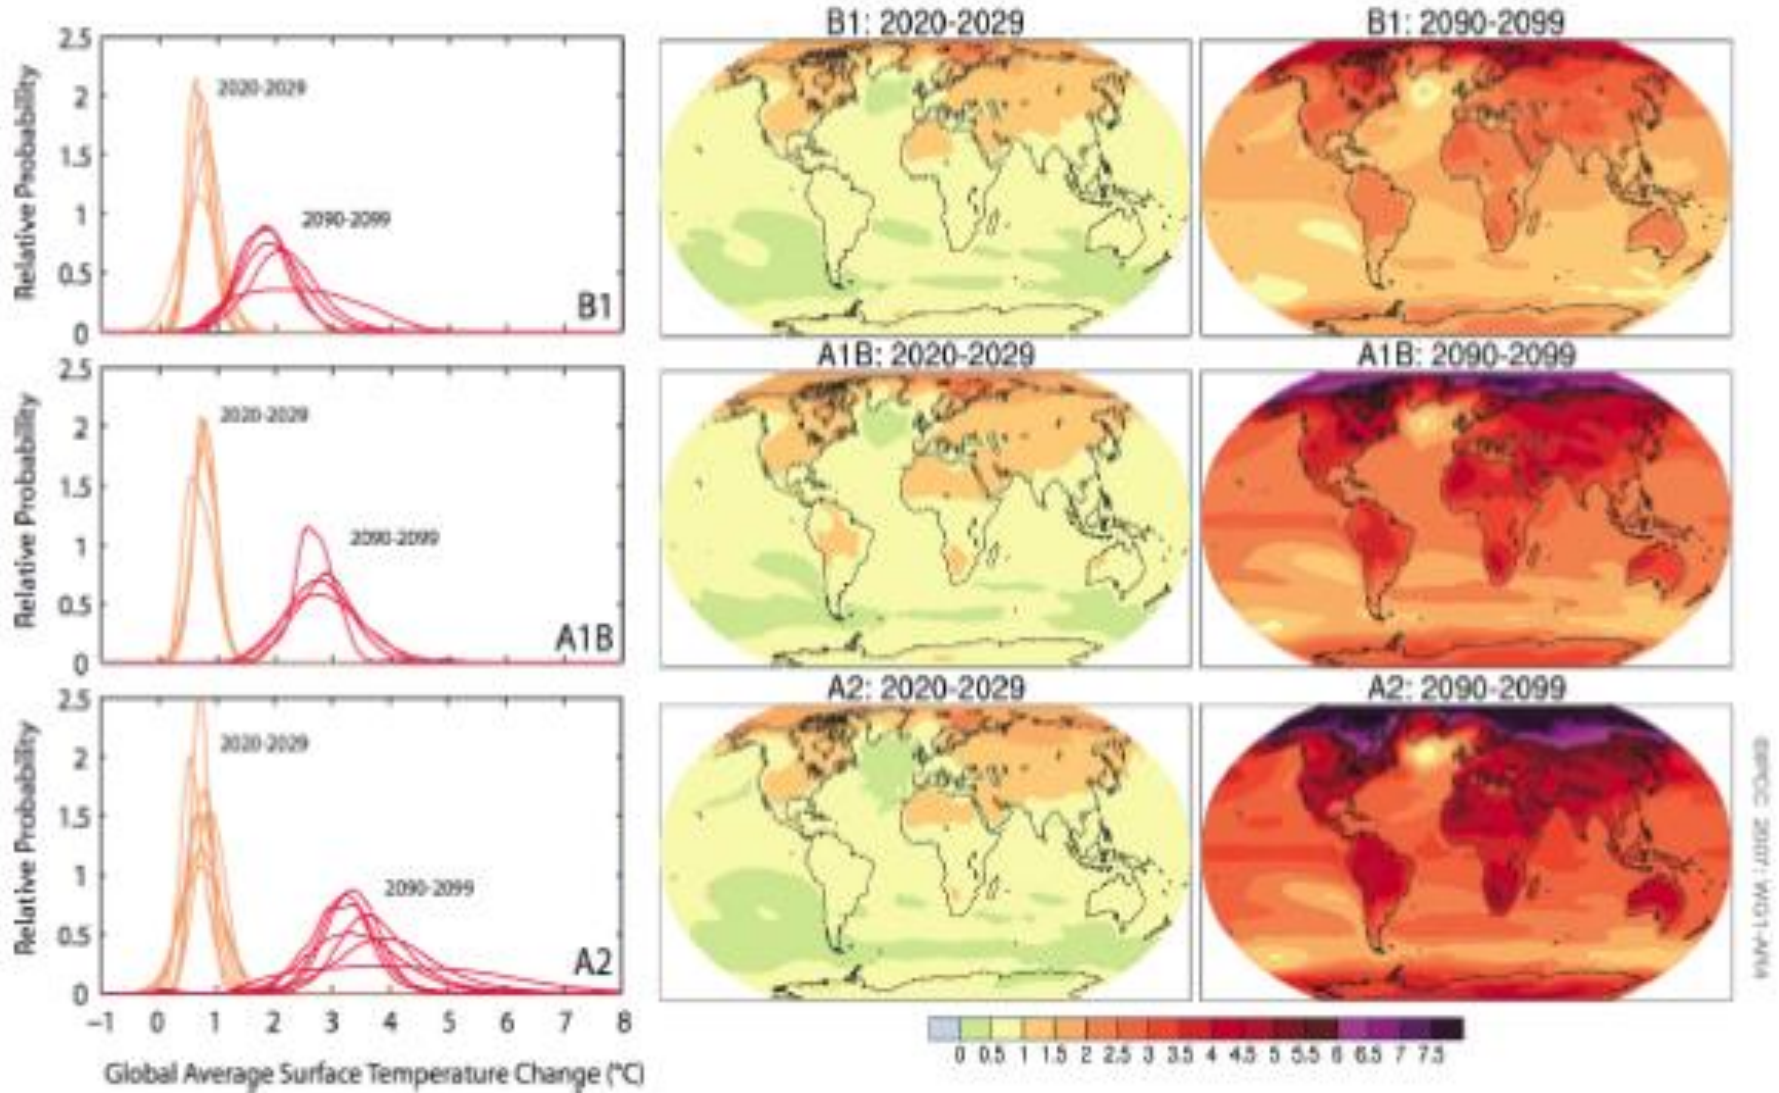 B1: 2020-2029
B1: 2090-2099
2.5
2
1.5
1
0.5
0
Relative Probability
2020-2029
2090-2099
B1
A1B: 2020-2029
A1B: 2090-2099
2.5
2
1.5
1
0.5
0
Relative Probability
2020-2029
2090-2099
A1B
A2: 2020-2029
A2: 2090-2099
2.5
2
1.5
1
0.5
0
Relative Probability
2020-2029
2090-2099
A2
–1 0 1 2 3 4 5 6 7 8
Global Average Surface Temperature Change (°C)
0 0.5 1 1.5 2 2.5 3 3.5 4 4.5 5 5.5 6 6.5 7 7.5
©IPCC 2007: WG1-AR4